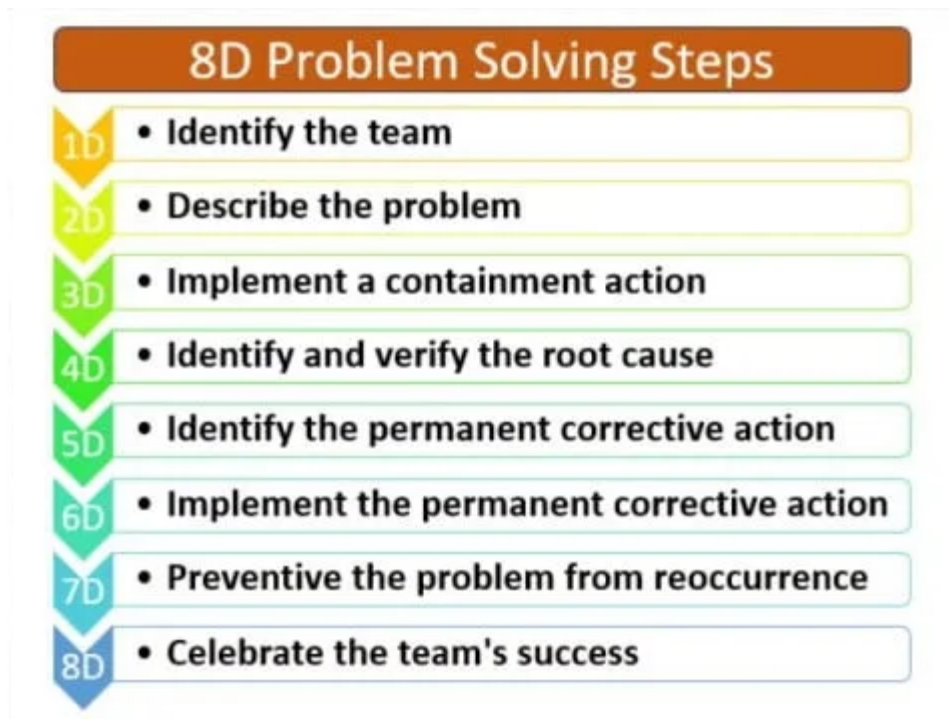 8D Problem Solving Steps
1D • Identify the team
2D • Describe the problem
3D • Implement a containment action
4D • Identify and verify the root cause
5D • Identify the permanent corrective action
6D • Implement the permanent corrective action
7D • Preventive the problem from reoccurrence
8D • Celebrate the team's success